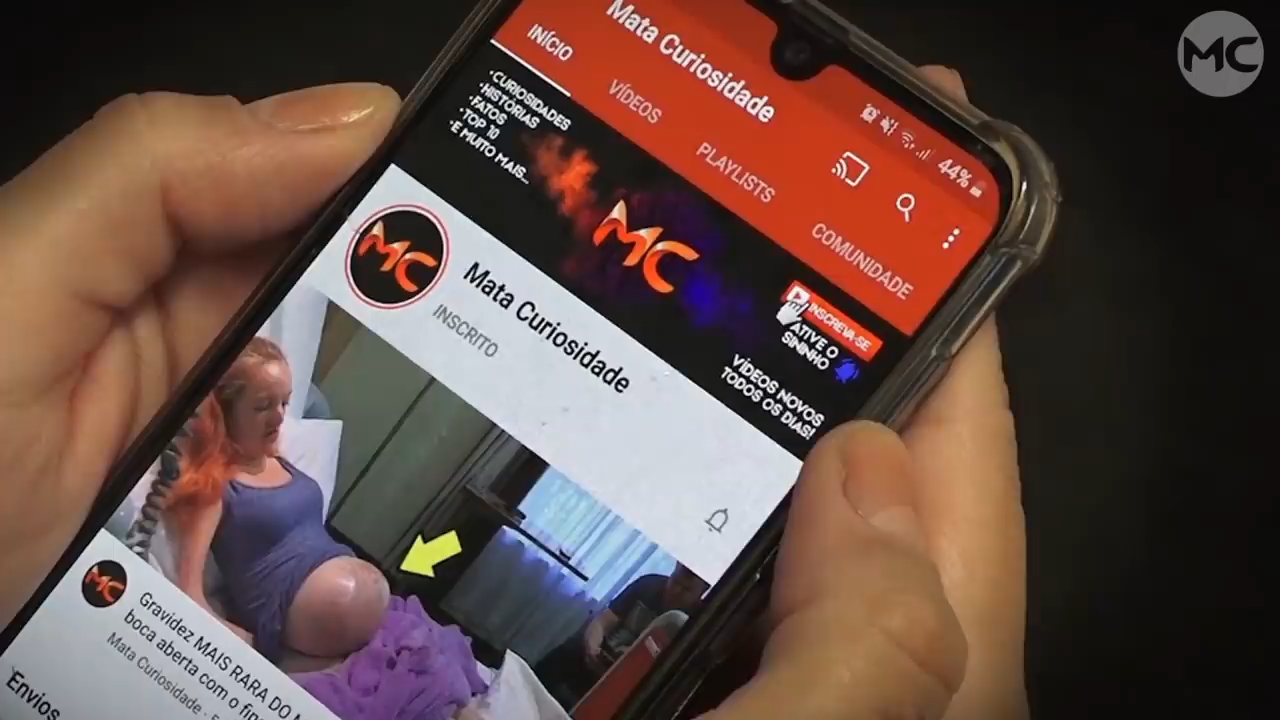 MC
Mata Curiosidade
44%
INÍCIO
VÍDEOS
PLAYLISTS
COMUNIDADE
•CURIOSIDADES
•HISTÓRIAS
•FATOS
•TOP 10
•E MUITO MAIS...
MC
INSCREVA-SE
ATIVE O
SININHO
VÍDEOS NOVOS
TODOS OS DIAS!
MC
Mata Curiosidade
INSCRITO
MC
Gravidez MAIS RARA DO
boca aberta com o
Mata Curiosidade
Envios